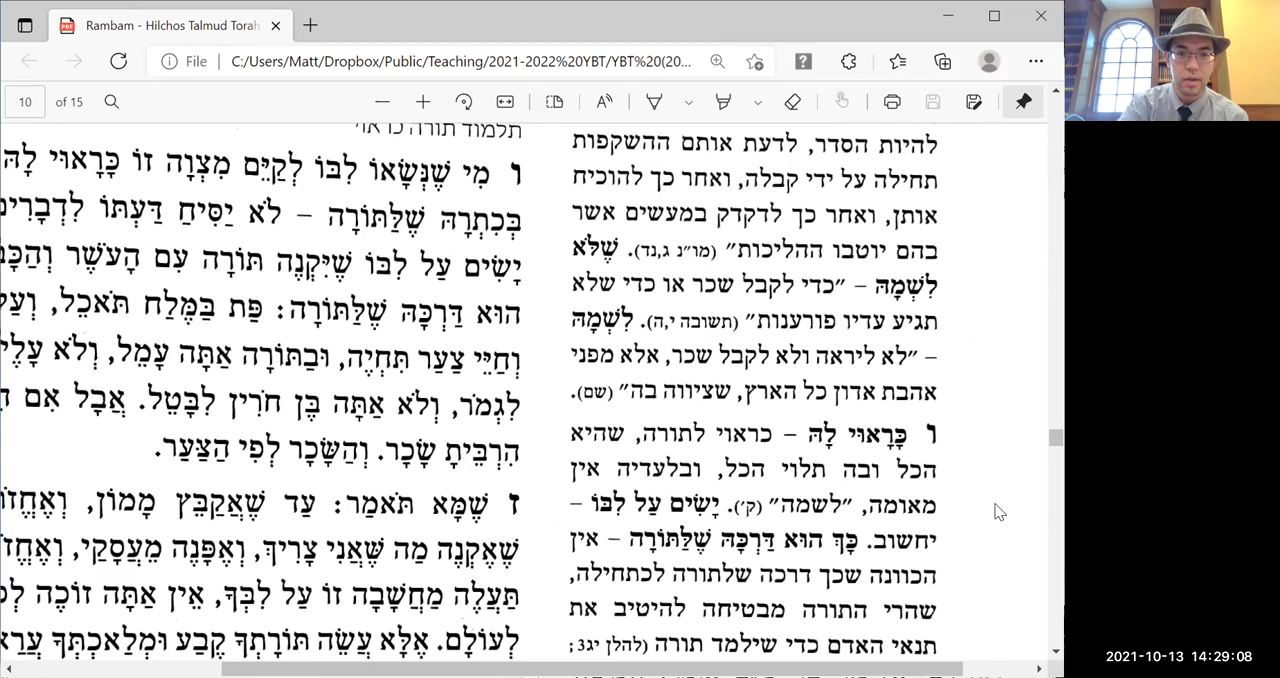 Rambam - Hilchos Talmud Torah
File
C:/Users/Matt/Dropbox/Public/Teaching/2021-2022%20YBT/YBT%20(20...
10 of 15
תלמוד תורה כראוי
ו מִי שֶׁנְּשָׂאוֹ לִבּוֹ לְקַיֵּם מִצְוָה זוֹ כָּרָאוּי לָהּ
בְּכִתְרָהּ שֶׁלַּתּוֹרָה – לֹא יַסִּיחַ דַּעְתּוֹ לִדְבָרִים
יָשִׂים עַל לִבּוֹ שֶׁיִּקְנֶה תּוֹרָה עִם הָעֹשֶׁר וְהַכָּב
הוּא דַּרְכָּהּ שֶׁלַּתּוֹרָה: פַּת בַּמֶּלַח תֹּאכֵל, וְעַל
וְחַיֵּי צַעַר תִּחְיֶה, וּבַתּוֹרָה אַתָּה עָמֵל, וְלֹא עָלֶי
לִגְמֹר, וְלֹא אַתָּה בֶּן חֹרִין לִבָּטֵל. אֲבָל אִם
הִרְבֵּיתָ שָׂכָר. וְהַשָּׂכָר לְפִי הַצַּעַר.
ז שֶׁמָּא תֹּאמַר: עַד שֶׁאֲקַבֵּץ מָמוֹן, וְאֶחֱזוֹ
שֶׁאֶקְנֶה מַה שֶּׁאֲנִי צָרִיךְ, וְאֶפָּנֶה מֵעֲסָקַי, וְאֶחֱזֹ
תַּעֲלֶה מַחֲשָׁבָה זוֹ עַל לִבְּךָ, אֵין אַתָּה זוֹכֶה לְכ
לְעוֹלָם. אֶלָּא עֲשֵׂה תּוֹרָתְךָ קֶבַע וּמְלַאכְתְּךָ עֲרַא
להיות הסדר, לדעת אותם ההשקפות
תחילה על ידי קבלה, ואחר כך להוכיח
אותן, ואחר כך לדקדק במעשים אשר
בהם יוטבו ההליכות״ (מו״נ ג,נד). שֶׁלֹּא
לִשְׁמָהּ – ״כדי לקבל שכר או כדי שלא
תגיע עדיו פורענות״ (תשובה י,ה). לִשְׁמָהּ
– ״לא ליראה ולא לקבל שכר, אלא מפני
אהבת אדון כל הארץ, שציווה בה״ (שם).
ו כָּרָאוּי לָהּ – כראוי לתורה, שהיא
הכל ובה תלוי הכל, ובלעדיה אין
מאומה, ״לשמה״ (ק׳). יָשִׂים עַל לִבּוֹ –
יחשוב. כָּךְ הוּא דַּרְכָּהּ שֶׁלַּתּוֹרָה – אין
הכוונה שכך דרכה שלתורה לכתחילה,
שהרי התורה מבטיחה להיטיב את
תנאי האדם כדי שילמד תורה (להלן יג3;
2021-10-13 14:29:08